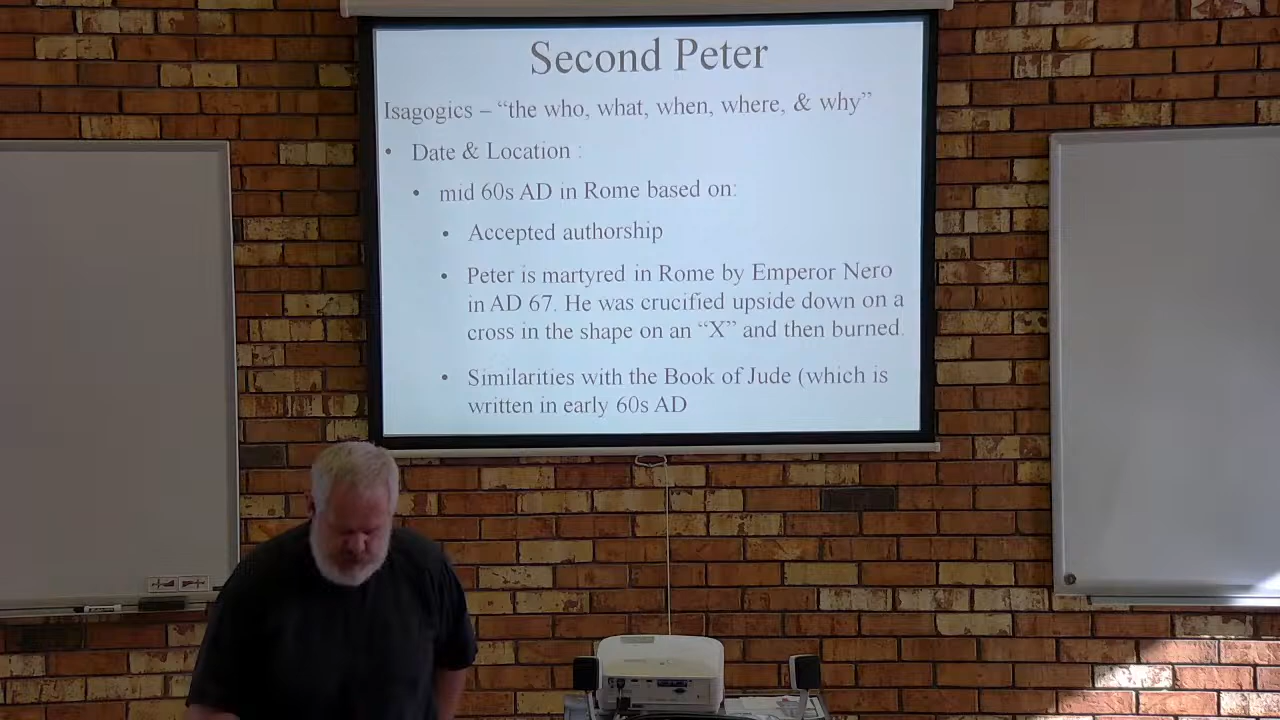 Second Peter
Isagogics – “the who, what, when, where, & why”
• Date & Location :
• mid 60s AD in Rome based on:
• Accepted authorship
• Peter is martyred in Rome by Emperor Nero
in AD 67. He was crucified upside down on a
cross in the shape on an “X” and then burned.
• Similarities with the Book of Jude (which is
written in early 60s AD